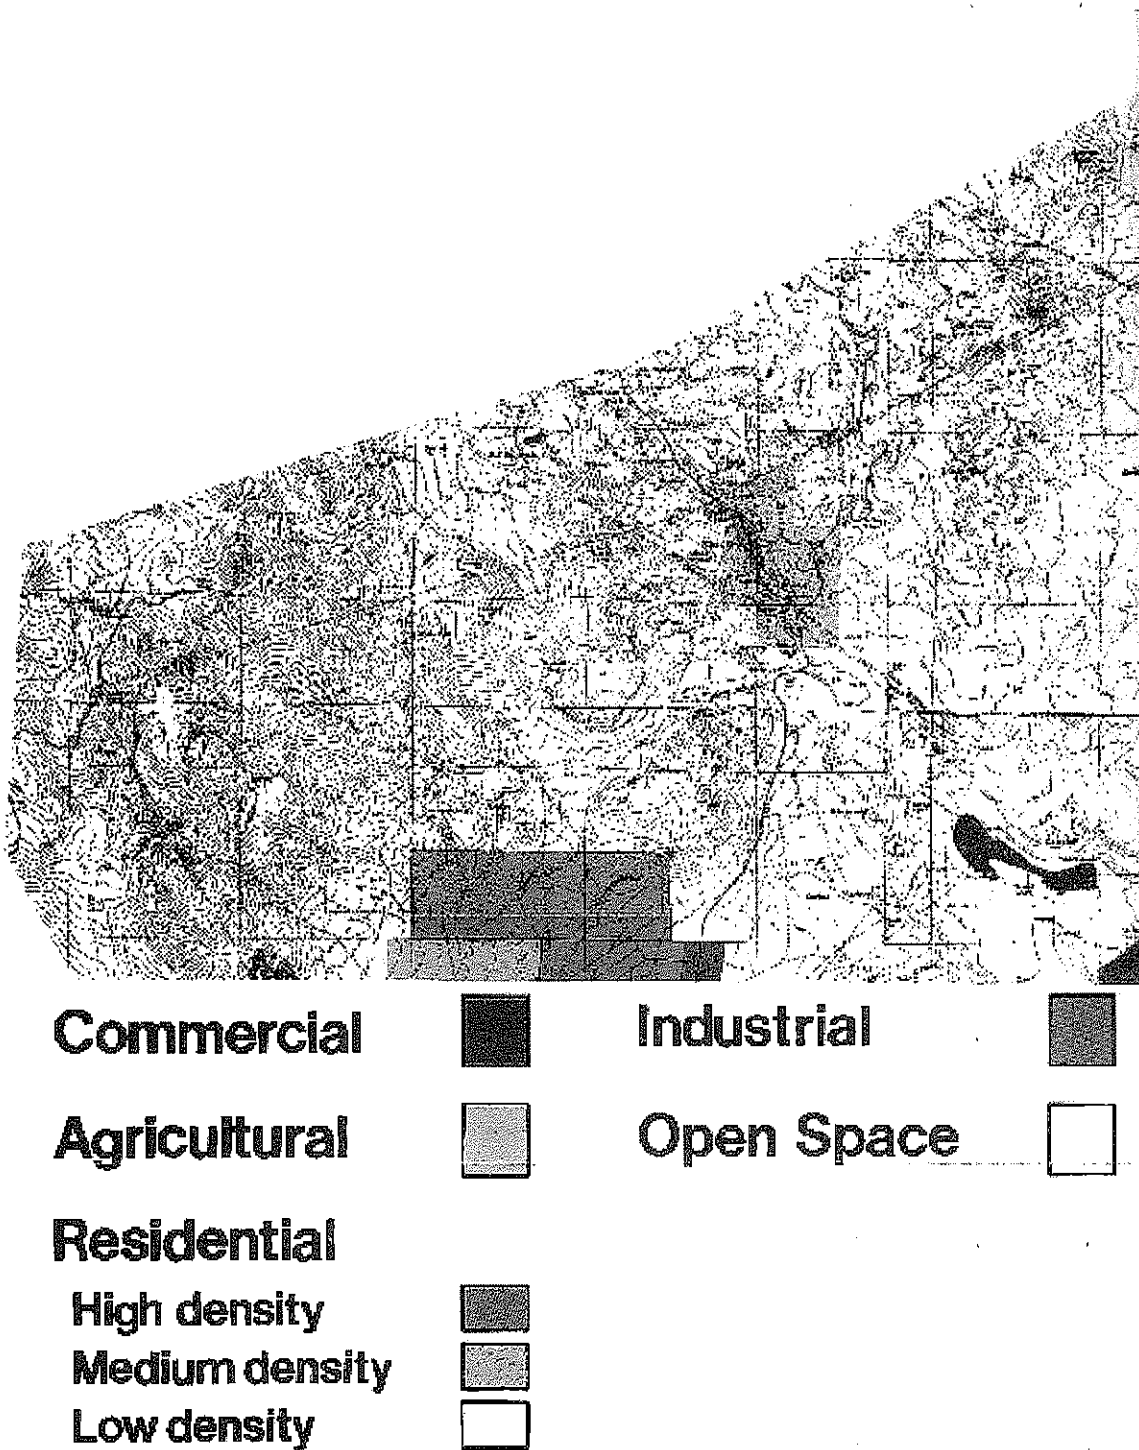 Commercial
Industrial
Agricultural
Open Space
Residential
High density
Medium density
Low density